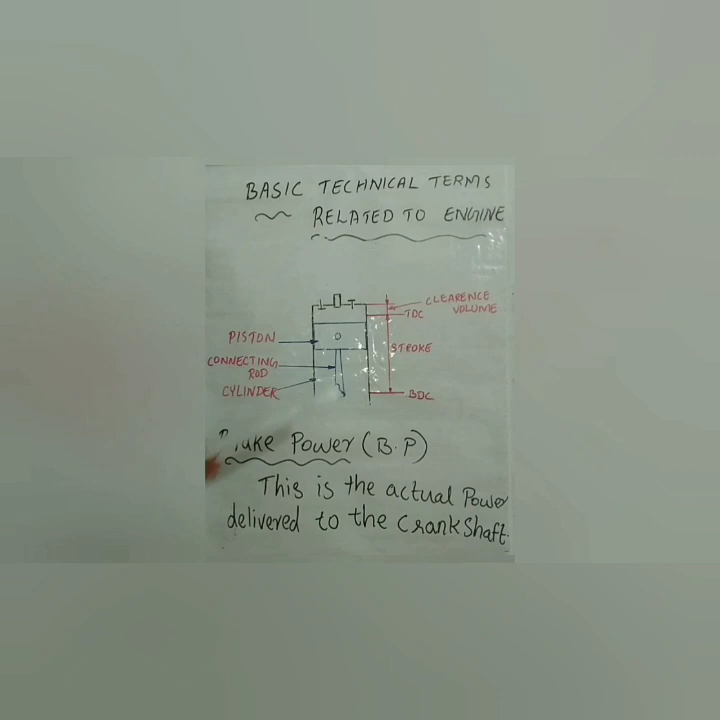 BASIC TECHNICAL TERMS
RELATED TO ENGINE
CLEARENCE
VOLUME
TDC
PISTON
STROKE
CONNECTING
ROD
CYLINDER
BDC
Power (B.P)
This is the actual Power
delivered to the CrankShaft.